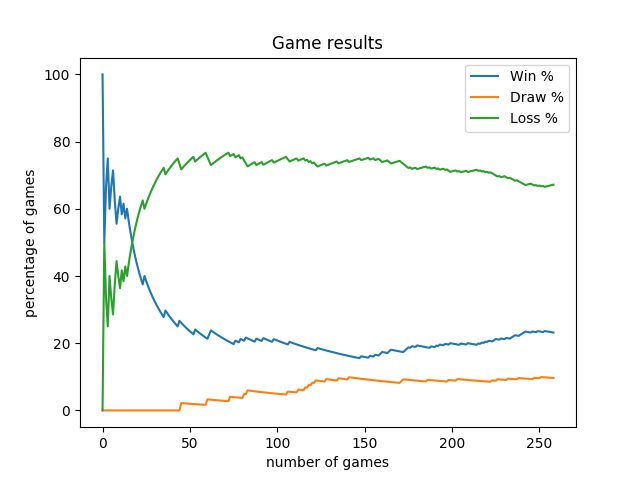 Game results
Win %
Draw %
Loss %
percentage of games
100
80
60
40
20
0
0 50 100 150 200 250
number of games